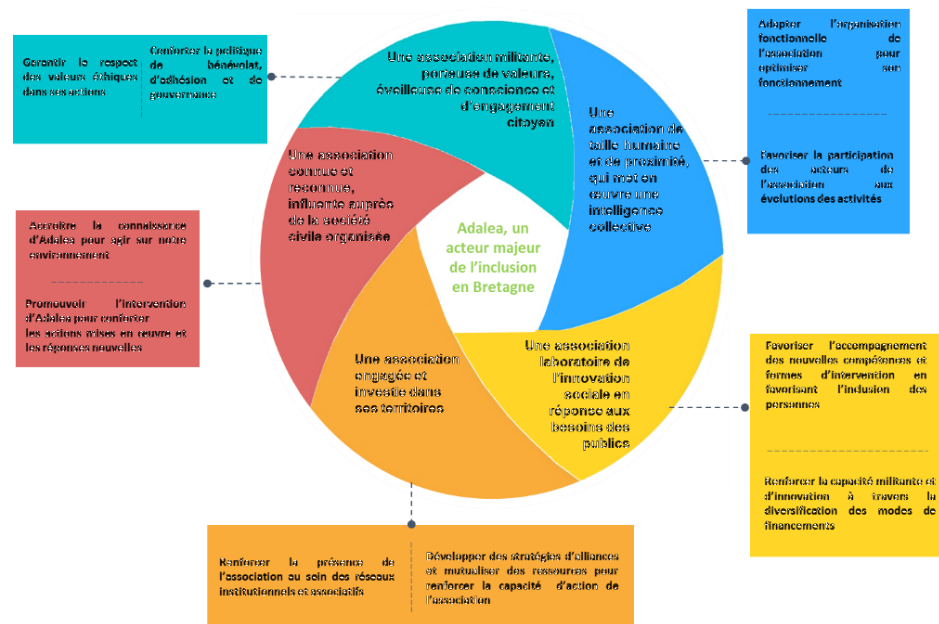 Garantir le respect
des valeurs éthiques
dans ses actions
Conforter la politique
de bénévolat,
d'adhésion et de
gouvernance
Une association militante,
porteuse de valeurs,
éveilleuse de conscience et
d'engagement
citoyen
Adapter l'organisation
fonctionnelle de
l'association pour
optimiser son
fonctionnement
Favoriser la participation
des acteurs de
l'association aux
évolutions des activités
Une
association de
taille humaine
et de proximité,
qui met en
œuvre une
intelligence
collective
Une association
connue et
reconnue,
influente auprès
de la société
civile organisée
Adalea, un
acteur majeur
de l'inclusion
en Bretagne
Accroître la connaissance
d'Adalea pour agir sur notre
environnement
Promouvoir l'intervention
d'Adalea pour conforter
les actions mises en œuvre et
les réponses nouvelles
Une association
engagée et
investie dans
ses territoires
Une association
laboratoire de
l'innovation
sociale en
réponse aux
besoins des
publics
Favoriser l'accompagnement
des nouvelles compétences et
formes d'intervention en
favorisant l'inclusion des
personnes
Renforcer la capacité militante et
d'innovation à travers la
diversification des modes de
financements
Renforcer la présence de
l'association au sein des réseaux
institutionnels et associatifs
Développer des stratégies d'alliances
et mutualiser des ressources pour
renforcer la capacité d'action de
l'association